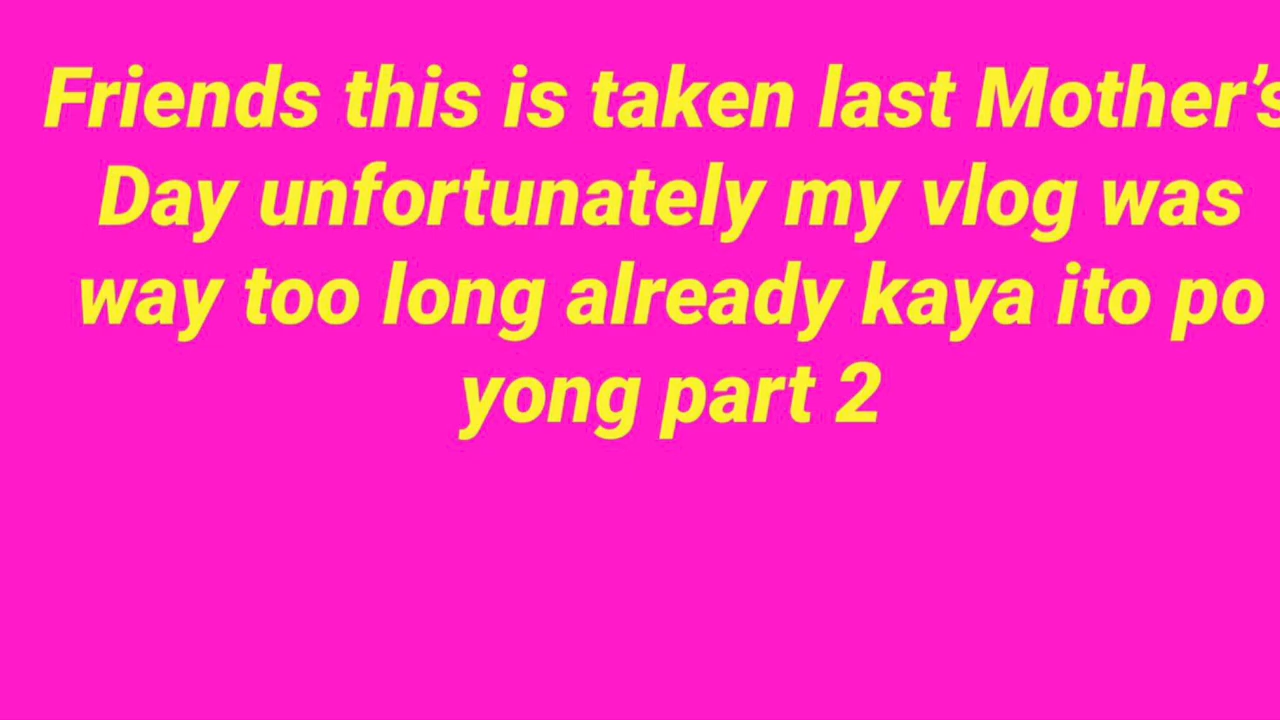 Friends this is taken last Mother's
Day unfortunately my vlog was
way too long already kaya ito po
yong part 2